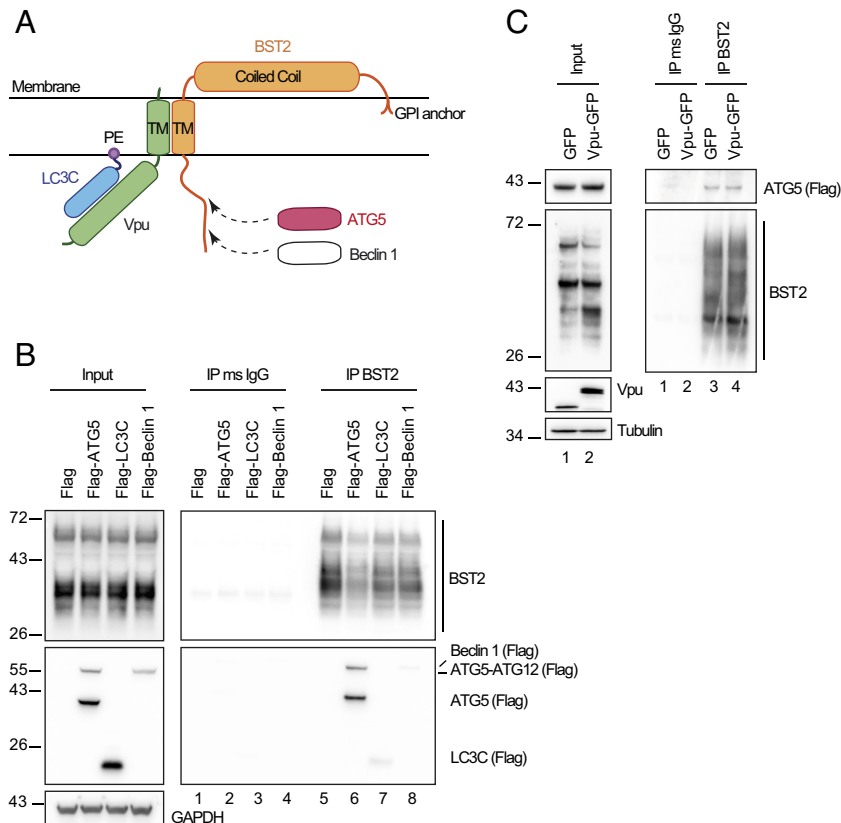 A
BST2
Coiled Coil
Membrane
GPI anchor
TM
TM
PE
LC3C
Vpu
ATG5
Beclin 1
B
Input
IP ms IgG
IP BST2
Flag
Flag-ATG5
Flag-LC3C
Flag-Beclin 1
Flag
Flag-ATG5
Flag-LC3C
Flag-Beclin 1
Flag
Flag-ATG5
Flag-LC3C
Flag-Beclin 1
72
43
26
BST2
55
43
26
Beclin 1 (Flag)
ATG5-ATG12 (Flag)
ATG5 (Flag)
LC3C (Flag)
1 2 3 4 5 6 7 8
43
GAPDH
C
Input
IP ms IgG
IP BST2
GFP
Vpu-GFP
GFP
Vpu-GFP
GFP
Vpu-GFP
43
ATG5 (Flag)
72
26
BST2
1 2 3 4
43
Vpu
34
Tubulin
1 2